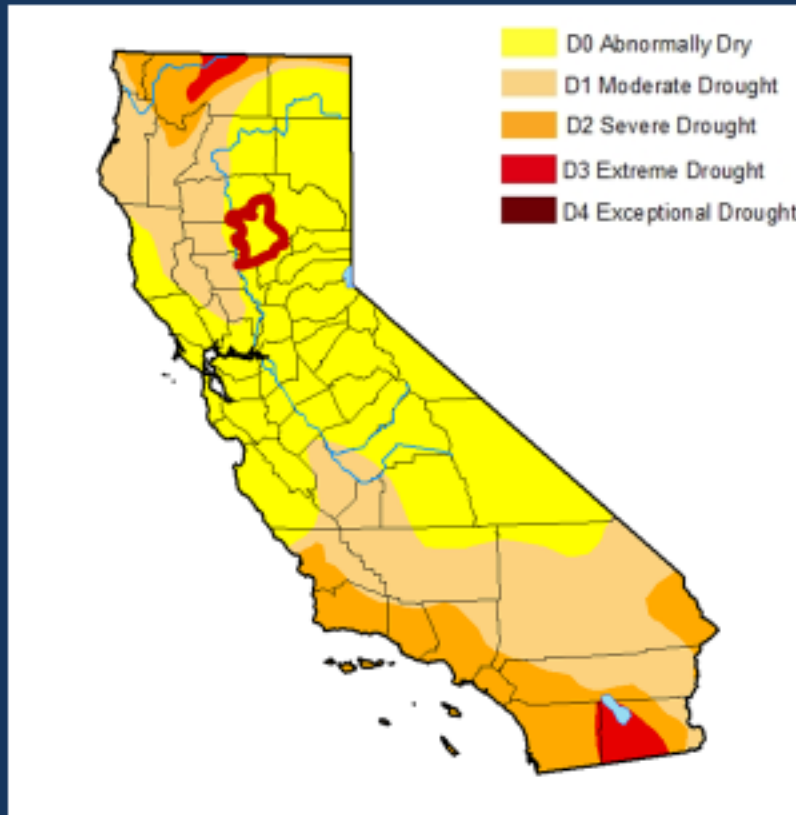 D0 Abnormally Dry
D1 Moderate Drought
D2 Severe Drought
D3 Extreme Drought
D4 Exceptional Drought